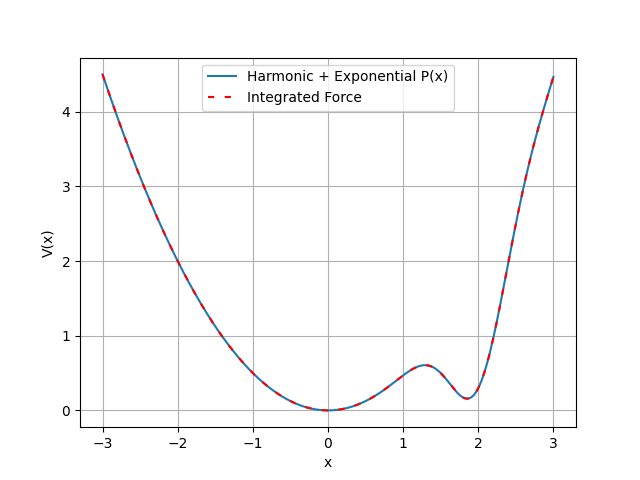 Harmonic + Exponential P(x)
Integrated Force
V(x)
4
3
2
1
0
−3 −2 −1 0 1 2 3
x